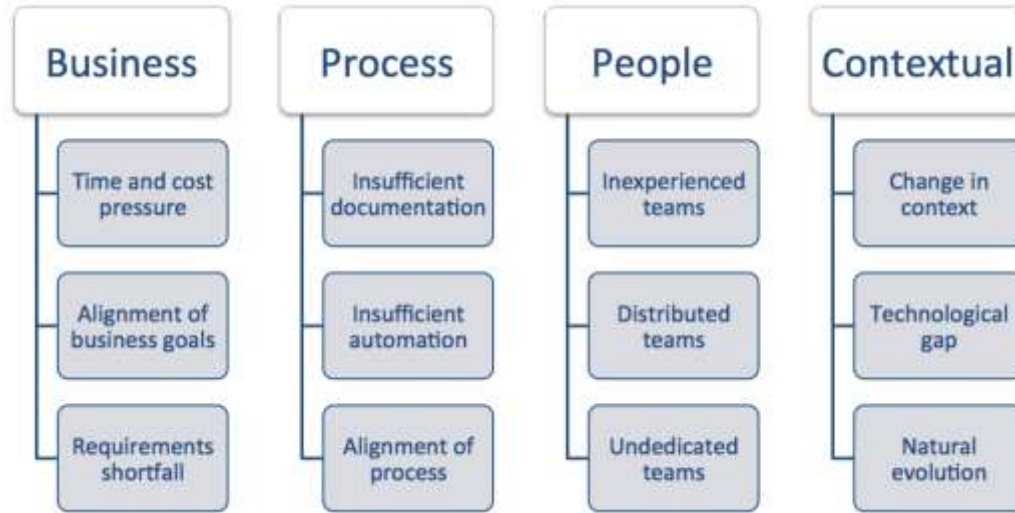 Business
Time and cost
pressure
Alignment of
business goals
Requirements
shortfall
Process
Insufficient
documentation
Insufficient
automation
Alignment of
process
People
Inexperienced
teams
Distributed
teams
Undedicated
teams
Contextual
Change in
context
Technological
gap
Natural
evolution